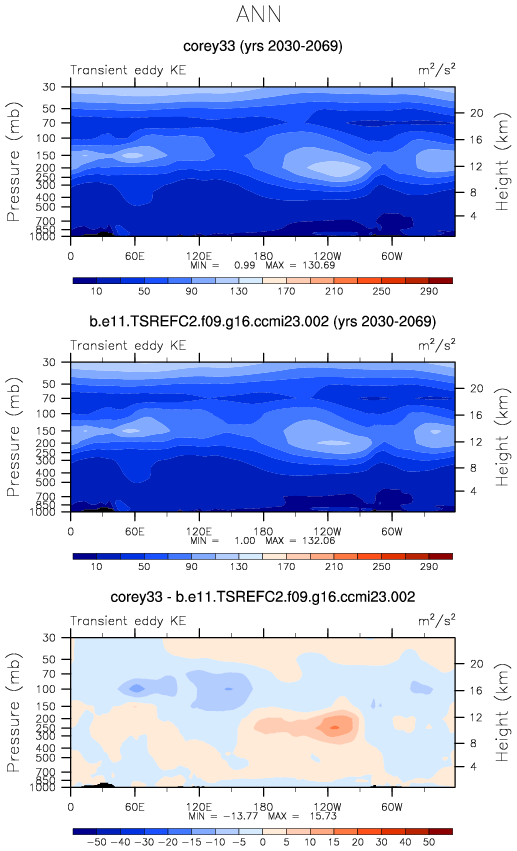 ANN
corey33 (yrs 2030-2069)
Transient eddy KE m²/s²
30
50
70
100
150
200
250
300
400
500
700
850
1000
Pressure (mb)
20
16
12
8
4
Height (km)
0 60E 120E 180 120W 60W
MIN = 0.99 MAX = 130.69
10 50 90 130 170 210 250 290
b.e11.TSREFC2.f09.g16.ccmi23.002 (yrs 2030-2069)
Transient eddy KE m²/s²
30
50
70
100
150
200
250
300
400
500
700
850
1000
Pressure (mb)
20
16
12
8
4
Height (km)
0 60E 120E 180 120W 60W
MIN = 1.00 MAX = 132.06
10 50 90 130 170 210 250 290
corey33 - b.e11.TSREFC2.f09.g16.ccmi23.002
Transient eddy KE m²/s²
30
50
70
100
150
200
250
300
400
500
700
850
1000
Pressure (mb)
20
16
12
8
4
Height (km)
0 60E 120E 180 120W 60W
MIN = −13.77 MAX = 15.73
−50 −40 −30 −20 −15 −10 −5 0 5 10 15 20 30 40 50